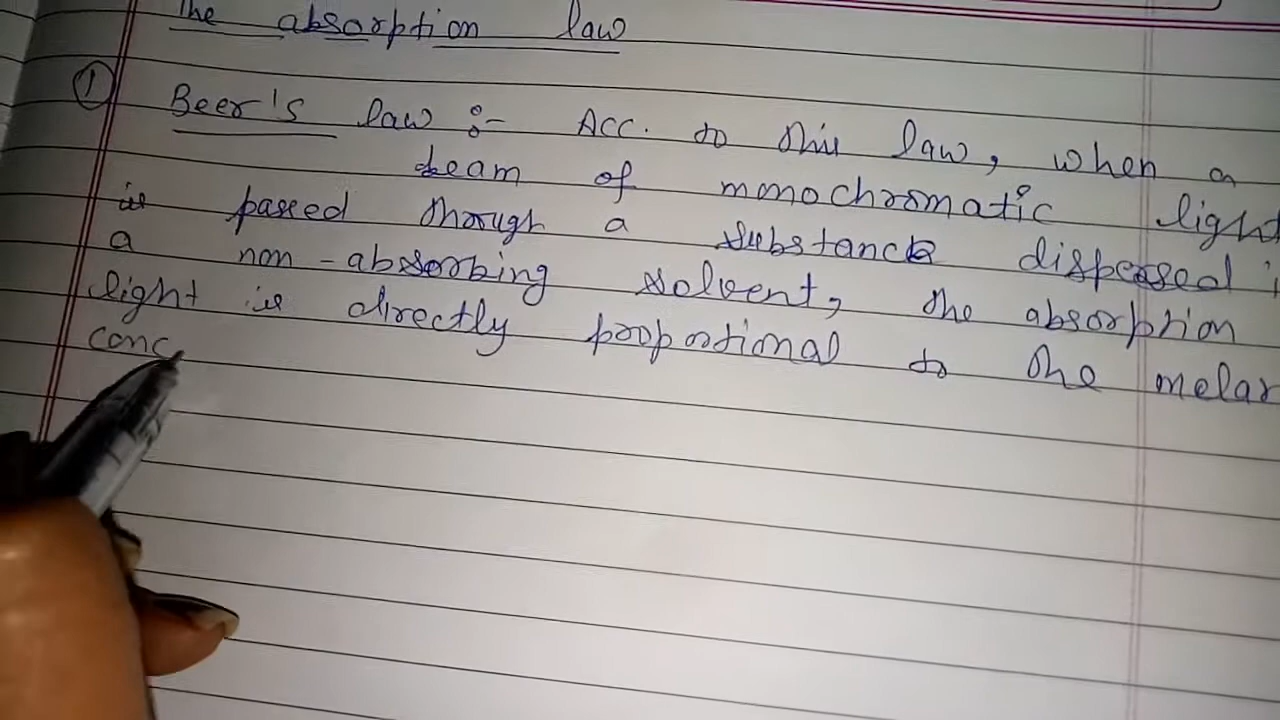 The absorption law
① Beer's law :- Acc. to this law, when a
beam of monochromatic light
is passed through a substance dispersed i
a non-absorbing solvent, the absorption
light is directly proportional to the molar
conc